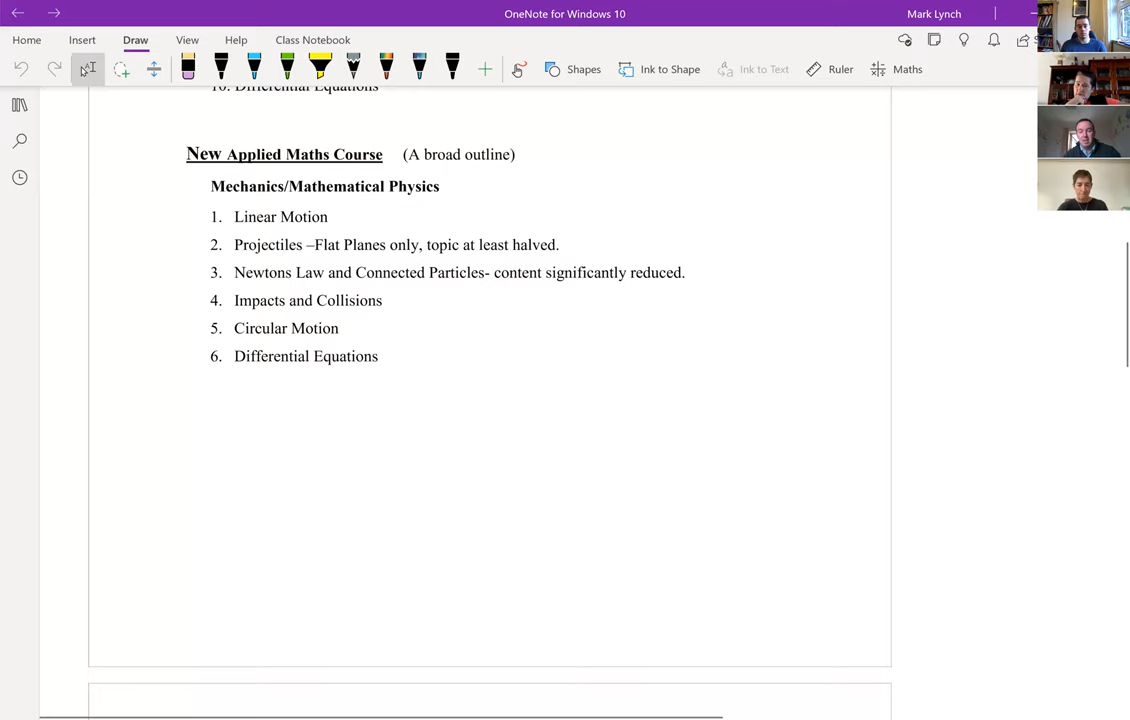 OneNote for Windows 10
Mark Lynch
Home Insert Draw View Help Class Notebook
Shapes Ink to Shape Ink to Text Ruler Maths
10. Differential Equations
New Applied Maths Course (A broad outline)
Mechanics/Mathematical Physics
1. Linear Motion
2. Projectiles –Flat Planes only, topic at least halved.
3. Newtons Law and Connected Particles- content significantly reduced.
4. Impacts and Collisions
5. Circular Motion
6. Differential Equations